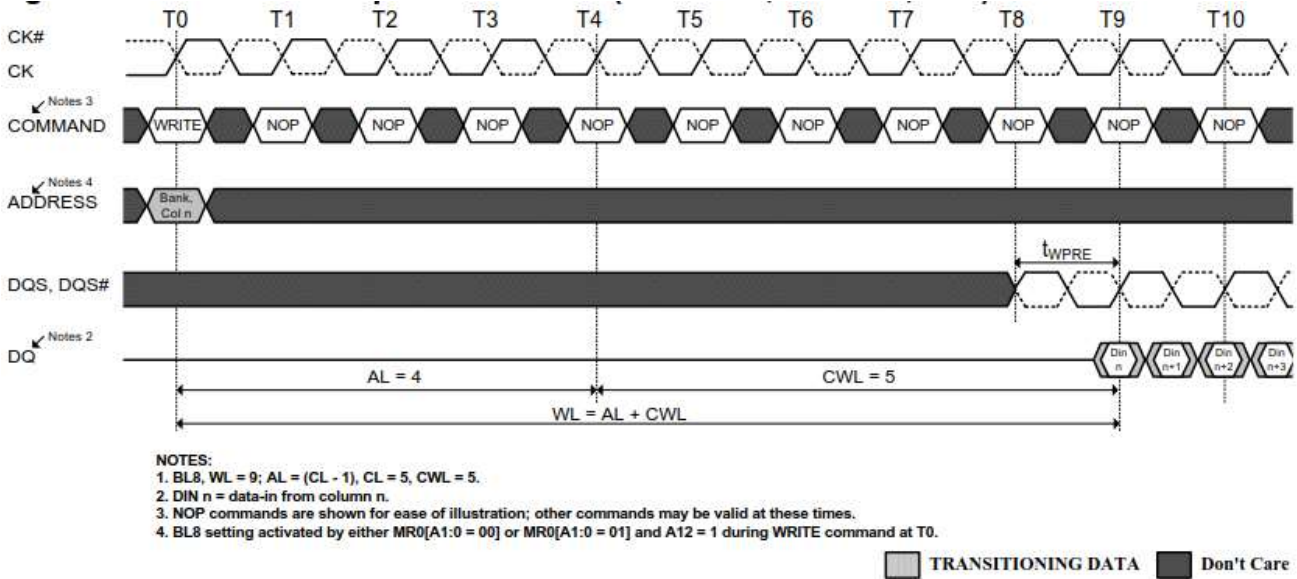 T0 T1 T2 T3 T4 T5 T6 T7 T8 T9 T10
CK#
CK
Notes 3
COMMAND WRITE NOP NOP NOP NOP NOP NOP NOP NOP NOP NOP
Notes 4
ADDRESS
Bank,
Col n
tWPRE
DQS, DQS#
Notes 2
DQ
Din Din Din Din
n n+1 n+2 n+3
AL = 4 CWL = 5
WL = AL + CWL
NOTES:
1. BL8, WL = 9; AL = (CL - 1), CL = 5, CWL = 5.
2. DIN n = data-in from column n.
3. NOP commands are shown for ease of illustration; other commands may be valid at these times.
4. BL8 setting activated by either MR0[A1:0 = 00] or MR0[A1:0 = 01] and A12 = 1 during WRITE command at T0.
TRANSITIONING DATA Don't Care